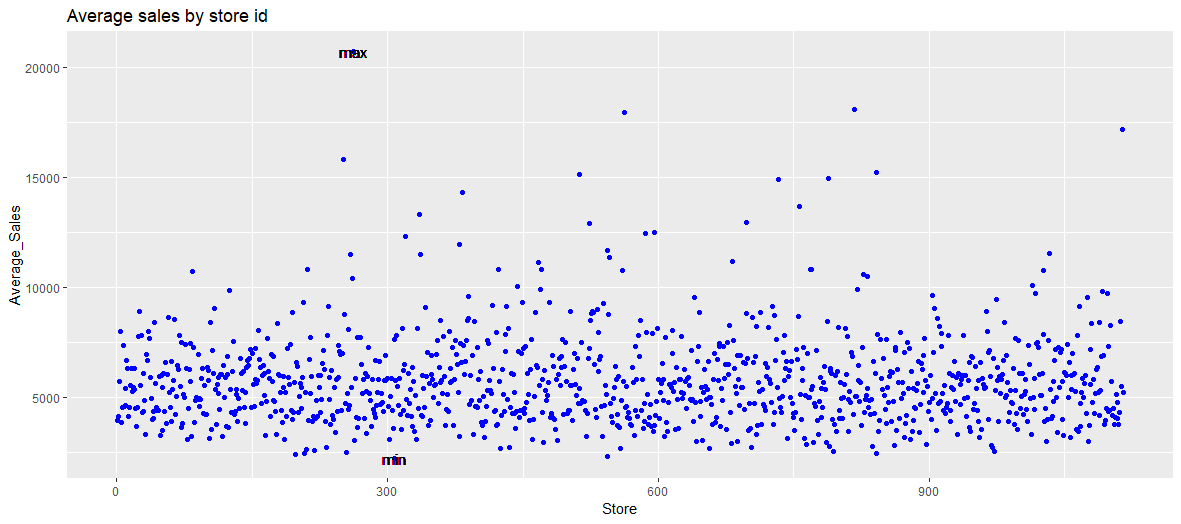 Average sales by store id
max
20000
15000
10000
5000
min
Average_Sales
0 300 600 900
Store